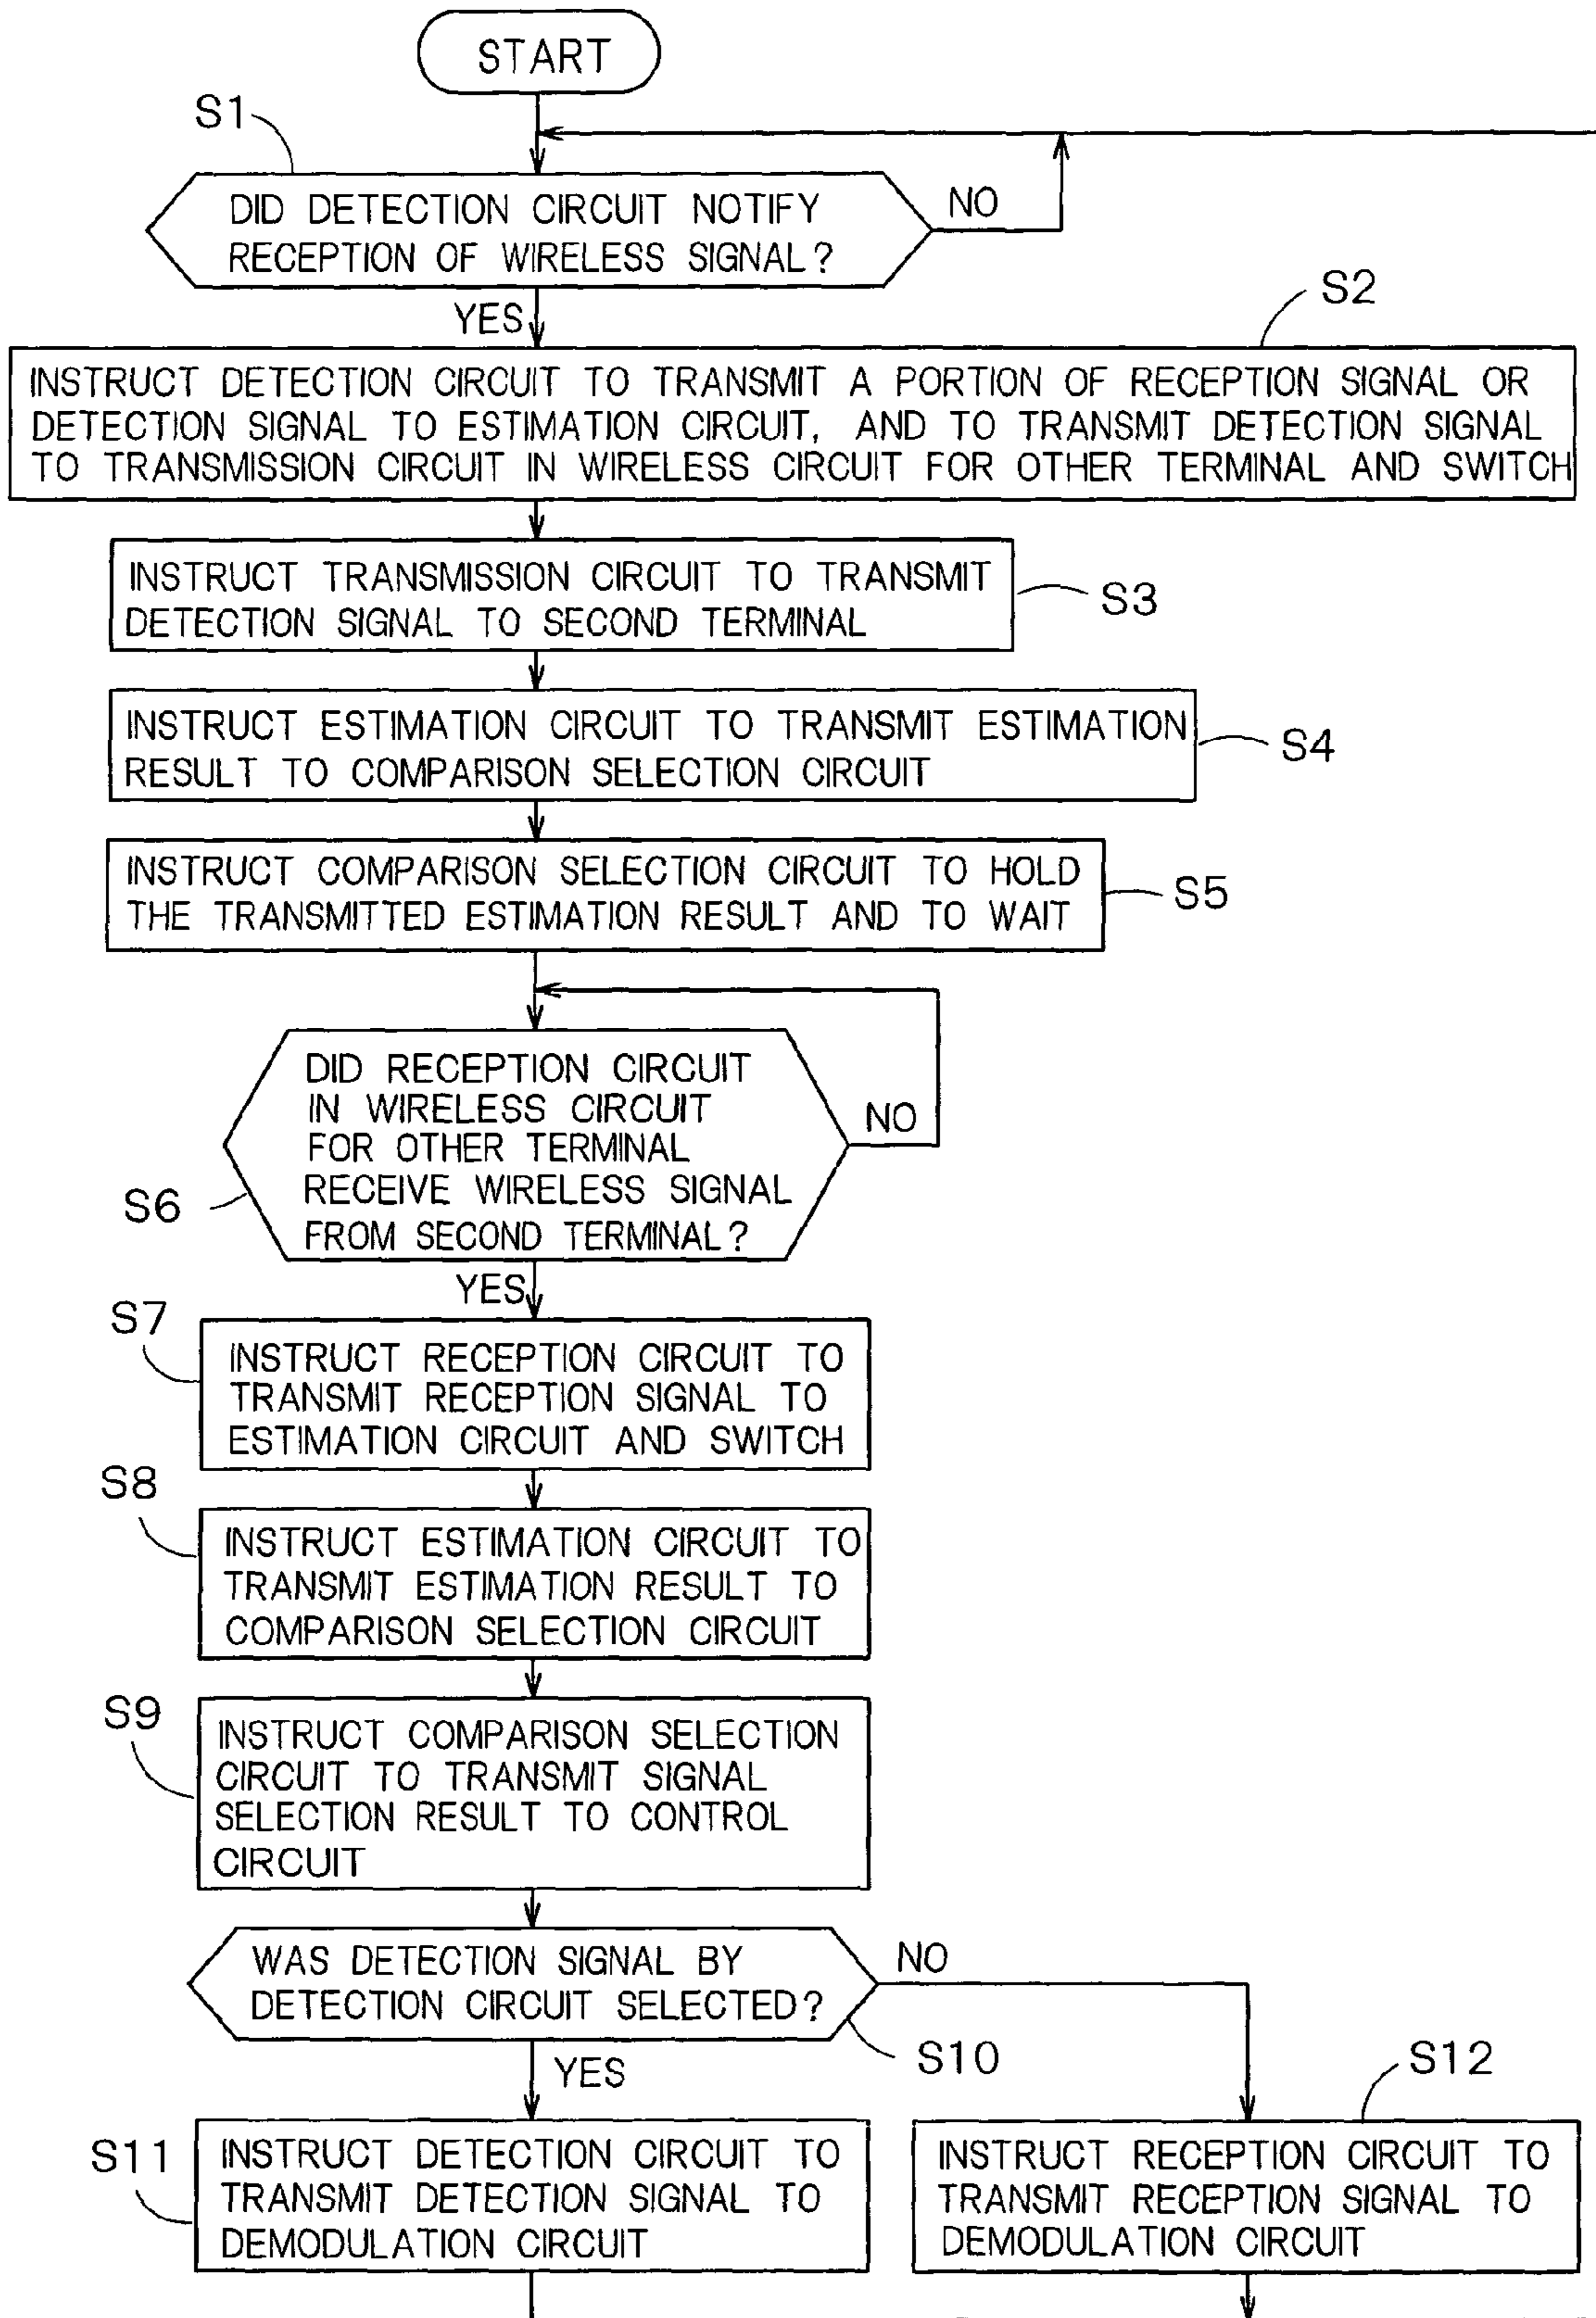 START
S1
DID DETECTION CIRCUIT NOTIFY
RECEPTION OF WIRELESS SIGNAL?
NO
YES
S2
INSTRUCT DETECTION CIRCUIT TO TRANSMIT A PORTION OF RECEPTION SIGNAL OR
DETECTION SIGNAL TO ESTIMATION CIRCUIT, AND TO TRANSMIT DETECTION SIGNAL
TO TRANSMISSION CIRCUIT IN WIRELESS CIRCUIT FOR OTHER TERMINAL AND SWITCH
INSTRUCT TRANSMISSION CIRCUIT TO TRANSMIT
DETECTION SIGNAL TO SECOND TERMINAL
S3
INSTRUCT ESTIMATION CIRCUIT TO TRANSMIT ESTIMATION
RESULT TO COMPARISON SELECTION CIRCUIT
S4
INSTRUCT COMPARISON SELECTION CIRCUIT TO HOLD
THE TRANSMITTED ESTIMATION RESULT AND TO WAIT
S5
DID RECEPTION CIRCUIT
IN WIRELESS CIRCUIT
FOR OTHER TERMINAL
RECEIVE WIRELESS SIGNAL
FROM SECOND TERMINAL?
NO
S6
YES
S7
INSTRUCT RECEPTION CIRCUIT TO
TRANSMIT RECEPTION SIGNAL TO
ESTIMATION CIRCUIT AND SWITCH
S8
INSTRUCT ESTIMATION CIRCUIT TO
TRANSMIT ESTIMATION RESULT TO
COMPARISON SELECTION CIRCUIT
S9
INSTRUCT COMPARISON SELECTION
CIRCUIT TO TRANSMIT SIGNAL
SELECTION RESULT TO CONTROL
CIRCUIT
WAS DETECTION SIGNAL BY
DETECTION CIRCUIT SELECTED?
NO
S10
YES
S12
S11
INSTRUCT DETECTION CIRCUIT TO
TRANSMIT DETECTION SIGNAL TO
DEMODULATION CIRCUIT
INSTRUCT RECEPTION CIRCUIT TO
TRANSMIT RECEPTION SIGNAL TO
DEMODULATION CIRCUIT